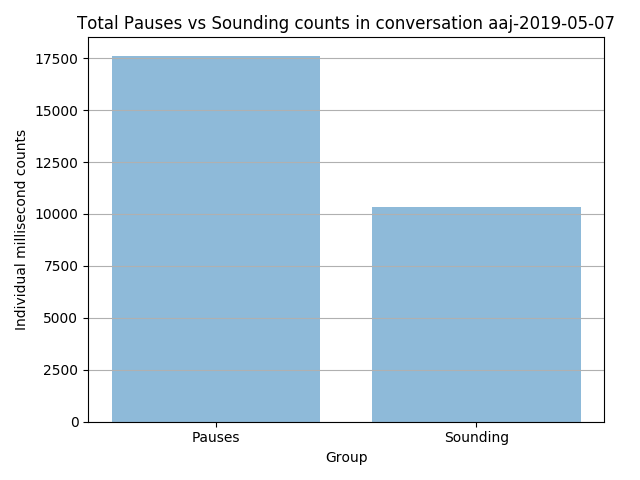 Total Pauses vs Sounding counts in conversation aaj-2019-05-07
17500
15000
12500
10000
7500
5000
2500
0
Individual millisecond counts
Pauses Sounding
Group